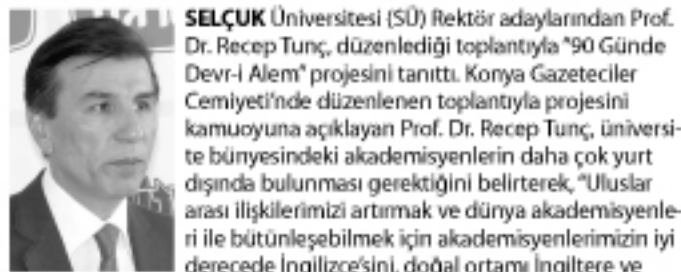 SELÇUK Üniversitesi (SÜ) Rektör adaylarından Prof.
Dr. Recep Tunç, düzenlediği toplantıyla "90 Günde
Devr-i Alem" projesini tanıttı. Konya Gazeteciler
Cemiyeti'nde düzenlenen toplantıyla projesini
kamuoyuna açıklayan Prof. Dr. Recep Tunç, üniversi-
te bünyesindeki akademisyenlerin daha çok yurt
dışında bulunması gerektiğini belirterek, "Uluslar
arası ilişkilerimizi artırmak ve dünya akademisyenle-
ri ile bütünleşebilmek için akademisyenlerimizin iyi
derecede İngilizce'sini, doğal ortamı İngiltere ve